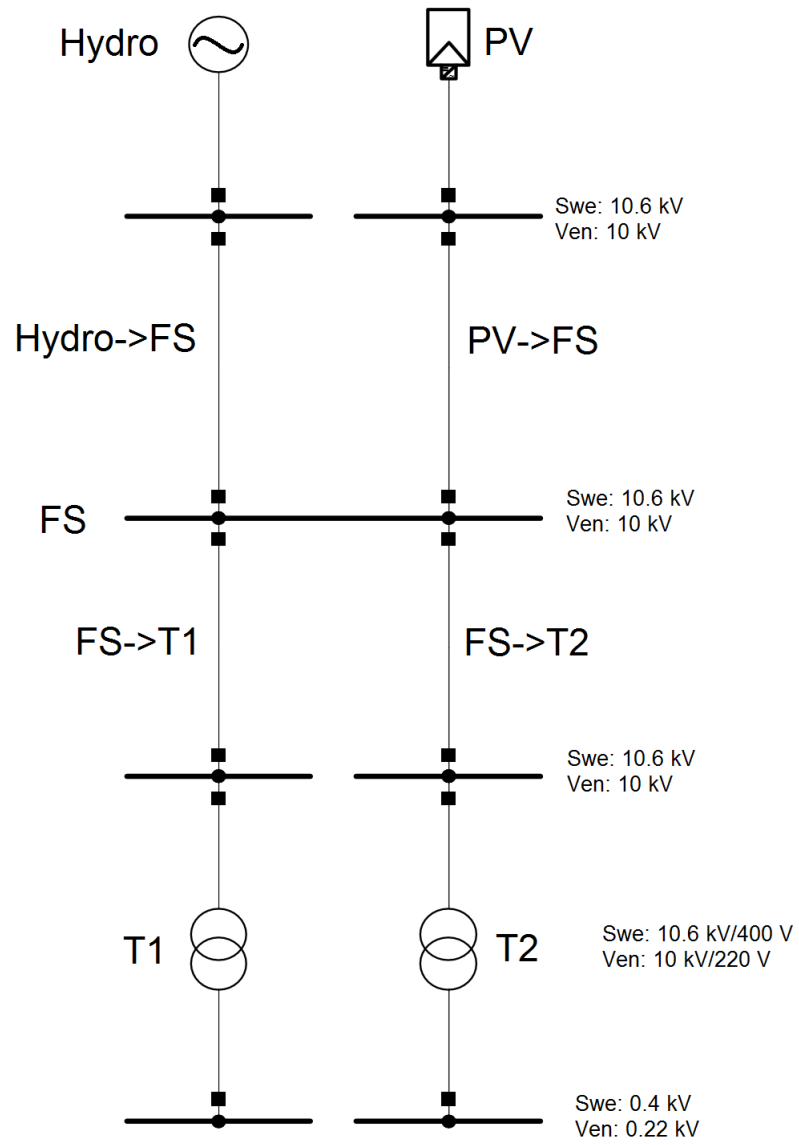 Hydro
PV
Swe: 10.6 kV
Ven: 10 kV
Hydro->FS
PV->FS
FS
Swe: 10.6 kV
Ven: 10 kV
FS->T1
FS->T2
Swe: 10.6 kV
Ven: 10 kV
T1
T2
Swe: 10.6 kV/400 V
Ven: 10 kV/220 V
Swe: 0.4 kV
Ven: 0.22 kV